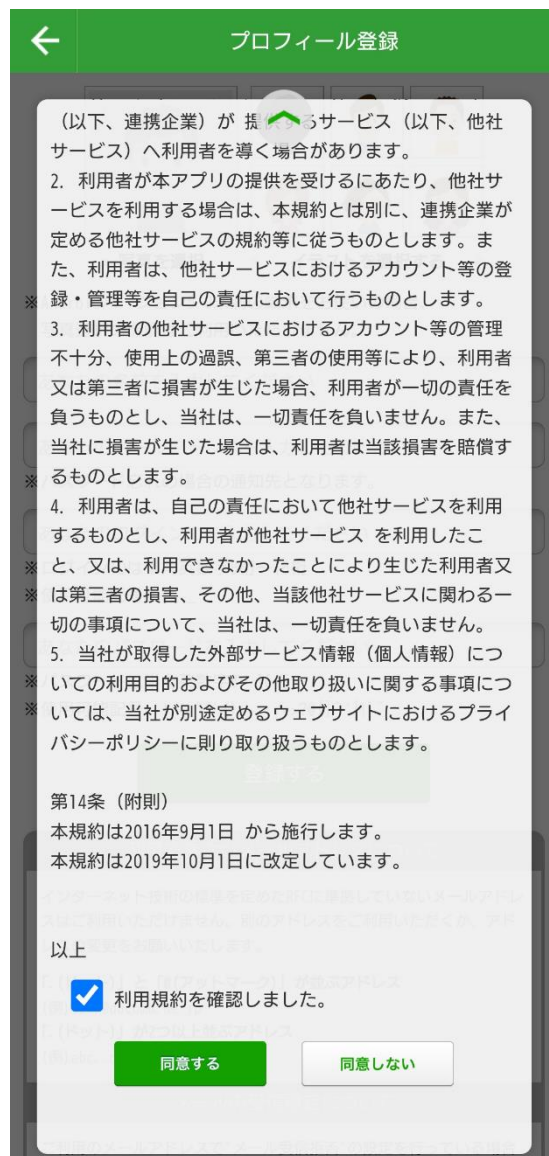 プロフィール登録
（以下、連携企業）が 提供するサービス（以下、他社
サービス）へ利用者を導く場合があります。
2. 利用者が本アプリの提供を受けるにあたり、他社サ
ービスを利用する場合は、本規約とは別に、連携企業が
定める他社サービスの規約等に従うものとします。ま
た、利用者は、他社サービスにおけるアカウント等の登
録・管理等を自己の責任において行うものとします。
3. 利用者の他社サービスにおけるアカウント等の管理
不十分、使用上の過誤、第三者の使用等により、利用者
又は第三者に損害が生じた場合、利用者が一切の責任を
負うものとし、当社は、一切責任を負いません。また、
当社に損害が生じた場合は、利用者は当該損害を賠償す
るものとします。
4. 利用者は、自己の責任において他社サービスを利用
するものとし、利用者が他社サービス を利用したこ
と、又は、利用できなかったことにより生じた利用者又
は第三者の損害、その他、当該他社サービスに関わる一
切の事項について、当社は、一切責任を負いません。
5. 当社が取得した外部サービス情報（個人情報）につ
いての利用目的およびその他取り扱いに関する事項につ
いては、当社が別途定めるウェブサイトにおけるプライ
バシーポリシーに則り取り扱うものとします。
第14条（附則）
本規約は2016年9月1日 から施行します。
本規約は2019年10月1日に改定しています。
以上
利用規約を確認しました。
同意する
同意しない